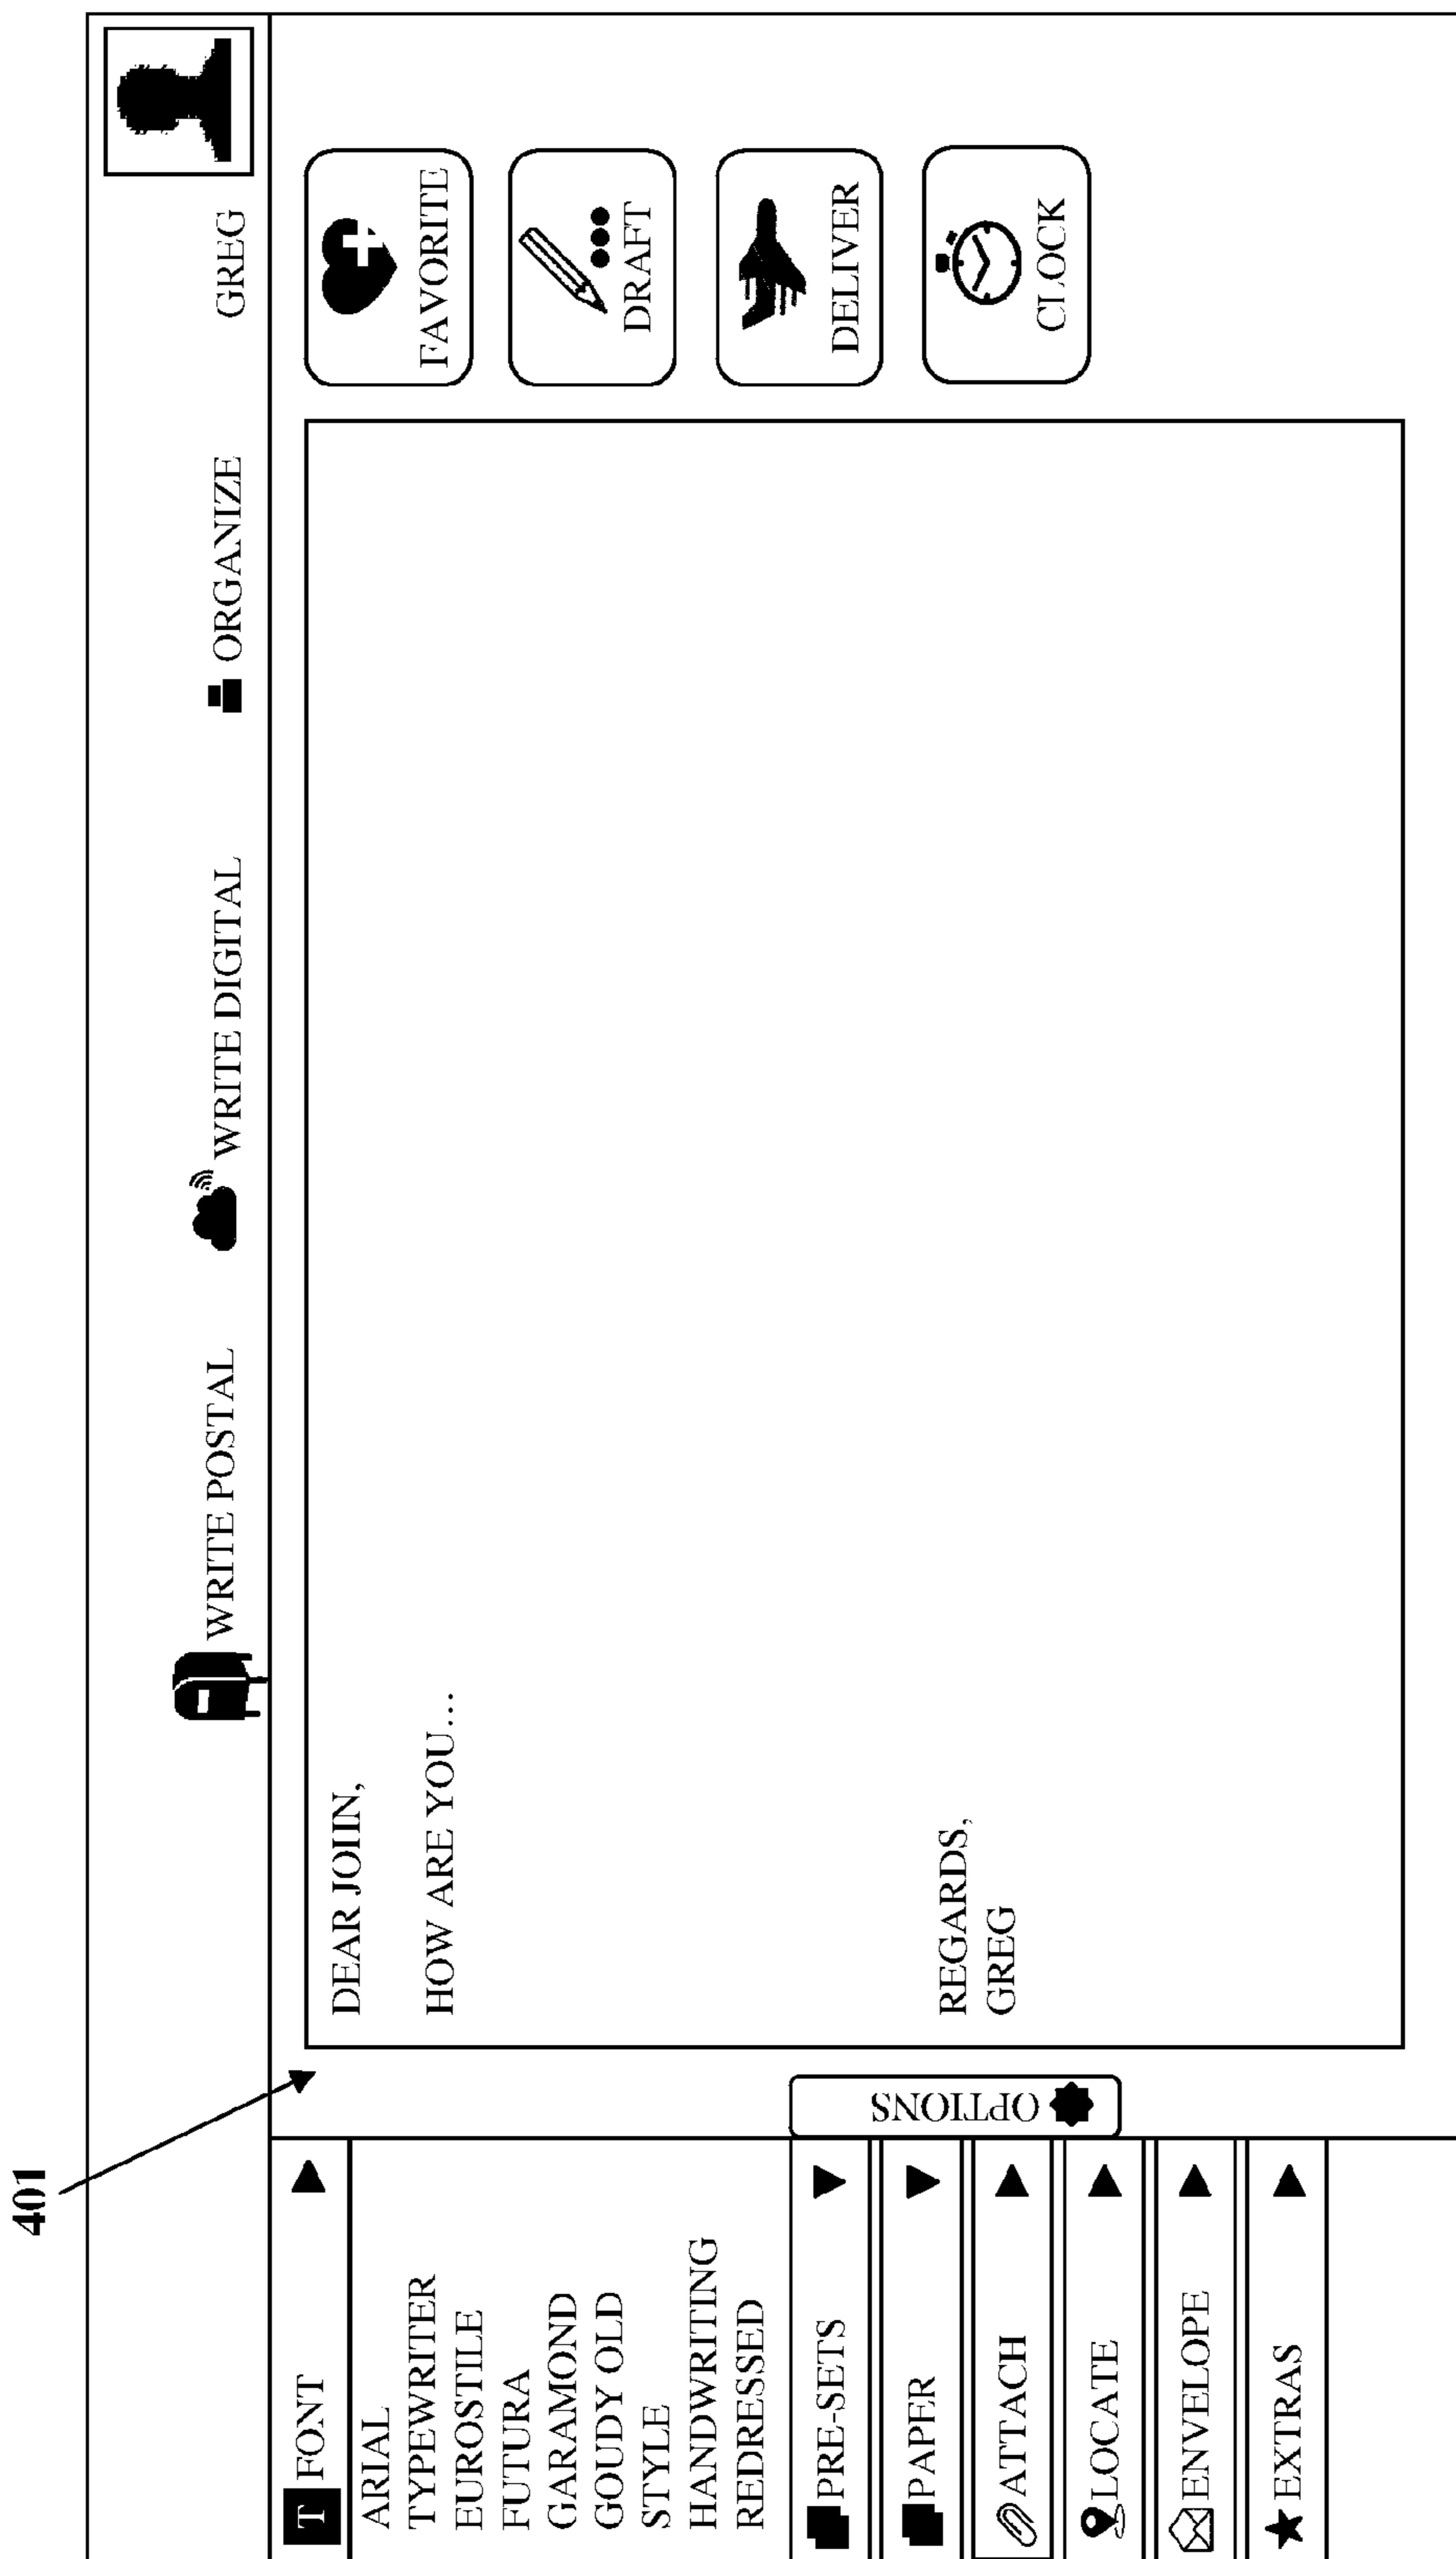 401
WRITE POSTAL
WRITE DIGITAL
ORGANIZE
GREG
T FONT
ARIAL
TYPEWRITER
EUROSTILE
FUTURA
GARAMOND
GOUDY OLD
STYLE
HANDWRITING
REDRESSED
PRE-SETS
PAPER
ATTACH
LOCATE
ENVELOPE
EXTRAS
OPTIONS
DEAR JOHN,
HOW ARE YOU...
REGARDS,
GREG
FAVORITE
DRAFT
DELIVER
CLOCK